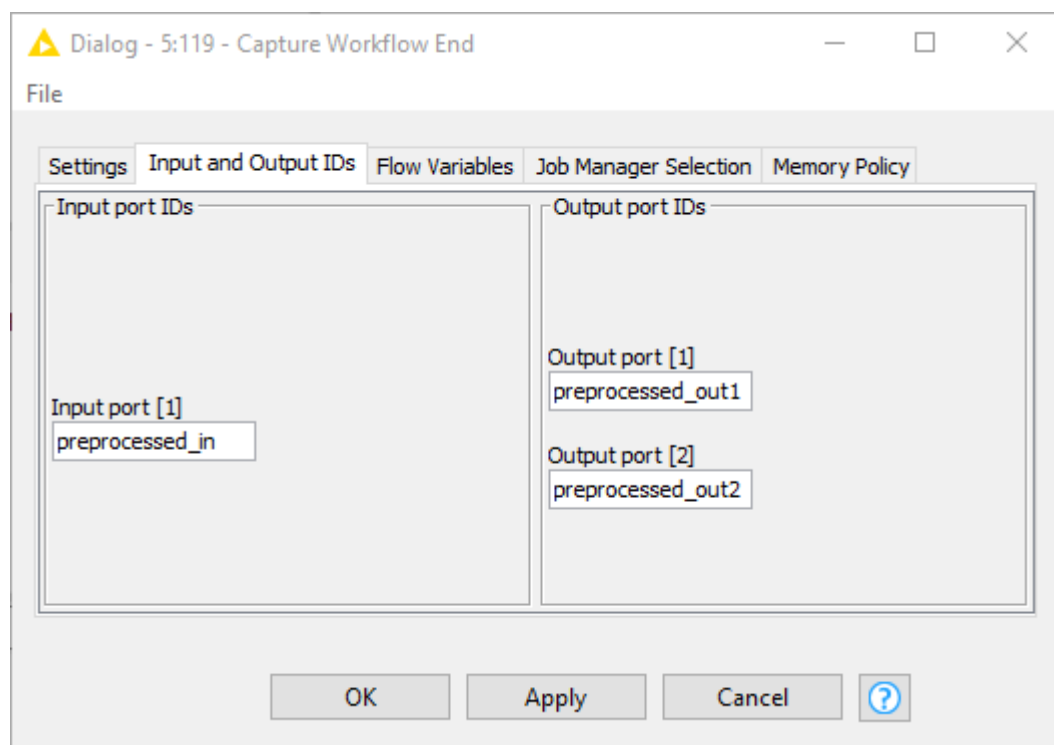 Dialog - 5:119 - Capture Workflow End
File
Settings Input and Output IDs Flow Variables Job Manager Selection Memory Policy
Input port IDs
Input port [1]
preprocessed_in
Output port IDs
Output port [1]
preprocessed_out1
Output port [2]
preprocessed_out2
OK Apply Cancel ?